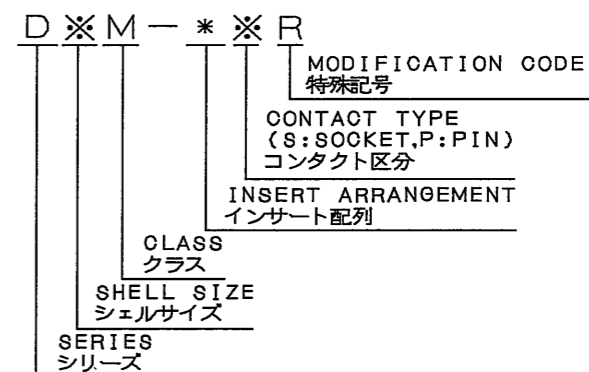 D※M-*※R
MODIFICATION CODE
特殊記号
CONTACT TYPE
(S:SOCKET,P:PIN)
コンタクト区分
INSERT ARRANGEMENT
インサート配列
CLASS
クラス
SHELL SIZE
シェルサイズ
SERIES
シリーズ